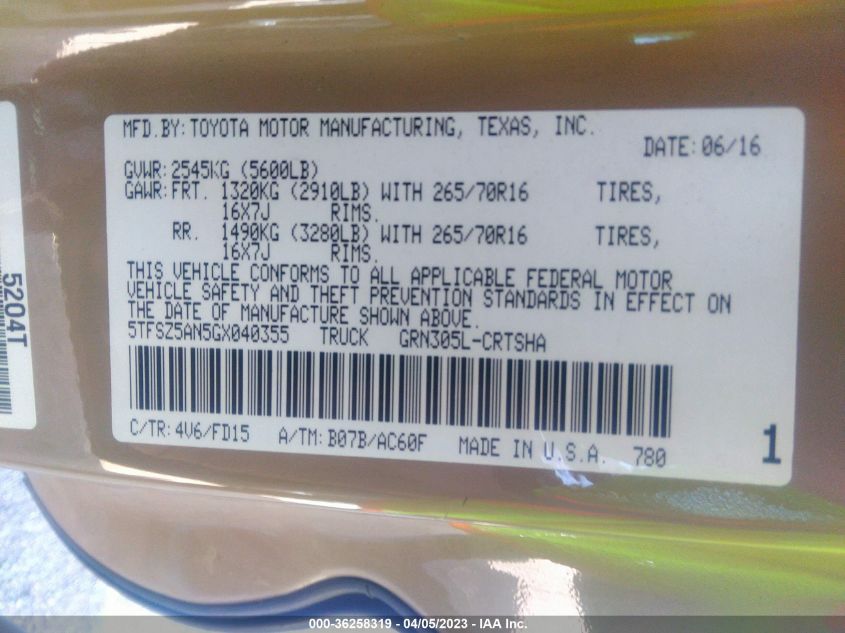 MFD.BY: TOYOTA MOTOR MANUFACTURING, TEXAS, INC.
DATE: 06/16
GVWR: 2545KG (5600LB)
GAWR: FRT. 1320KG (2910LB) WITH 265/70R16 TIRES,
16X7J RIMS.
RR. 1490KG (3280LB) WITH 265/70R16 TIRES,
16X7J RIMS.
THIS VEHICLE CONFORMS TO ALL APPLICABLE FEDERAL MOTOR
VEHICLE SAFETY AND THEFT PREVENTION STANDARDS IN EFFECT ON
THE DATE OF MANUFACTURE SHOWN ABOVE.
5TFSZ5AN5GX040355 TRUCK GRN305L-CRTSHA
C/TR: 4V6/FD15 A/TM: B07B/AC60F MADE IN U.S.A. 780
1
5204T
000-36258319 - 04/05/2023 - IAA Inc.